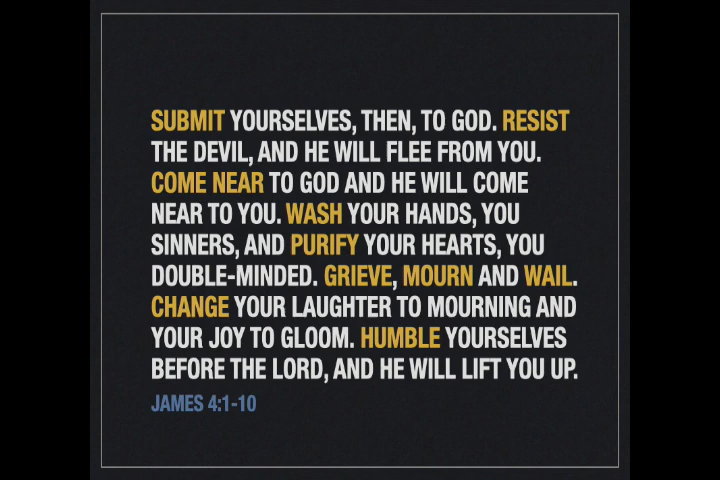 SUBMIT YOURSELVES, THEN, TO GOD. RESIST
THE DEVIL, AND HE WILL FLEE FROM YOU.
COME NEAR TO GOD AND HE WILL COME
NEAR TO YOU. WASH YOUR HANDS, YOU
SINNERS, AND PURIFY YOUR HEARTS, YOU
DOUBLE-MINDED. GRIEVE, MOURN AND WAIL.
CHANGE YOUR LAUGHTER TO MOURNING AND
YOUR JOY TO GLOOM. HUMBLE YOURSELVES
BEFORE THE LORD, AND HE WILL LIFT YOU UP.
JAMES 4:1-10